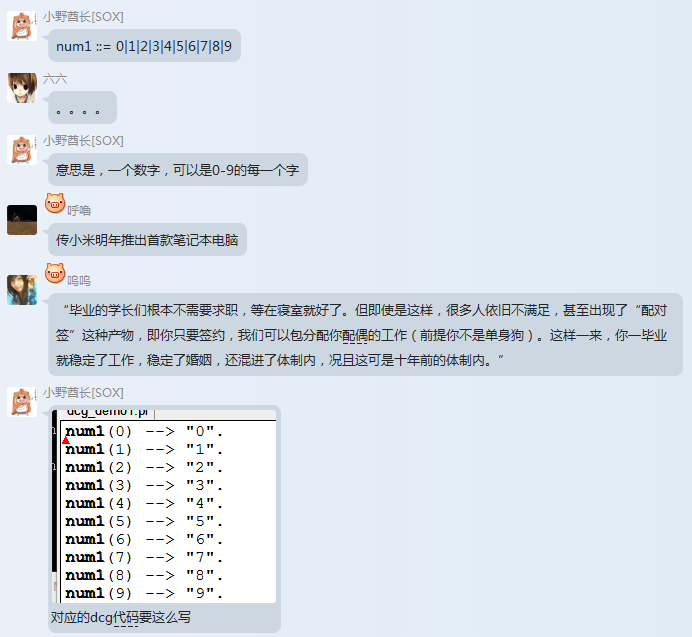 小野酋长[SOX]
num1 ::= 0|1|2|3|4|5|6|7|8|9
六六
。。。。
小野酋长[SOX]
意思是，一个数字，可以是0-9的每一个字
呼噜
传小米明年推出首款笔记本电脑
呜呜
“毕业的学长们根本不需要求职，等在寝室就好了。但即使是这样，很多人依旧不满足，甚至出现了“配对
签”这种产物，即你只要签约，我们可以包分配你配偶的工作（前提你不是单身狗）。这样一来，你一毕业
就稳定了工作，稳定了婚姻，还混进了体制内，况且这可是十年前的体制内。”
小野酋长[SOX]
dcg_demo1.pl
num1(0) --> "0".
num1(1) --> "1".
num1(2) --> "2".
num1(3) --> "3".
num1(4) --> "4".
num1(5) --> "5".
num1(6) --> "6".
num1(7) --> "7".
num1(8) --> "8".
num1(9) --> "9".
对应的dcg代码要这么写